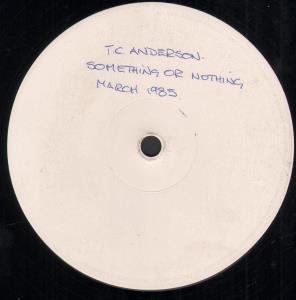 T.C ANDERSON.
SOMETHING OR NOTHING,
MARCH 1985.